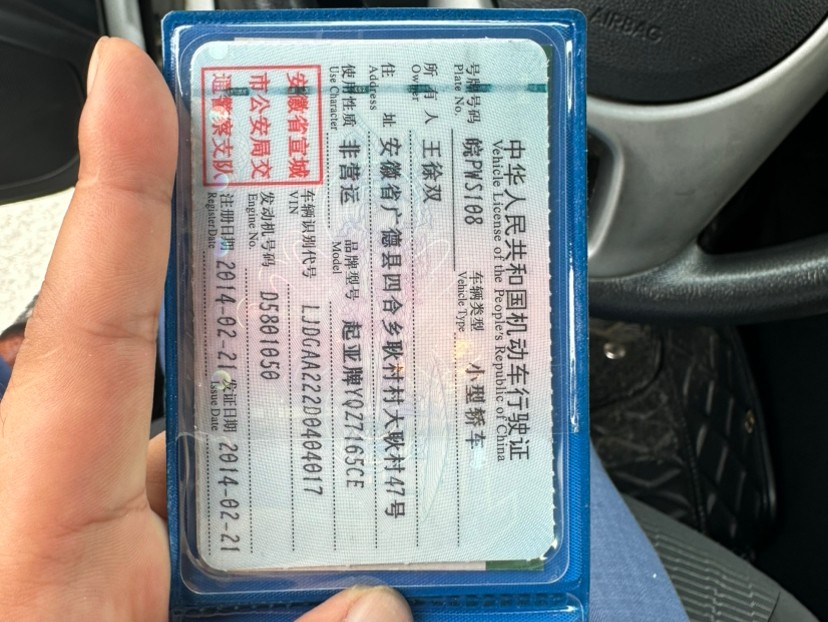 AIRBAG
中华人民共和国机动车行驶证
Vehicle License of the People's Republic of China
号牌号码 皖PWS108 车辆类型 小型轿车
Plate No. Vehicle Type
所有人 王徐双
Owner
住址 安徽省广德县四合乡耿村村大耿村47号
Address
使用性质 非营运 品牌型号 起亚牌YQZ7165CE
Use Character Model
安徽省宣城
市公安局交
通警察支队
车辆识别代号 LJDGAA222D0404017
VIN
发动机号码 D5801050
Engine No.
注册日期 2014-02-21 发证日期 2014-02-21
Register Date Issue Date